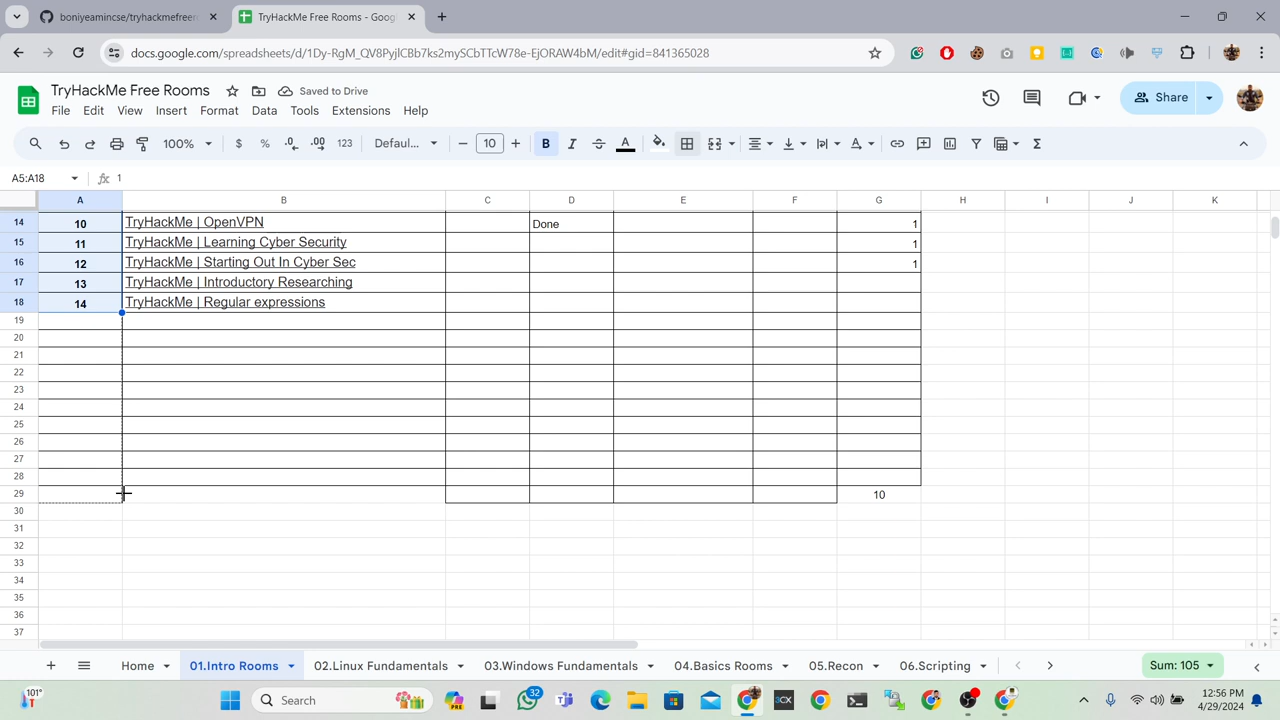 boniyeamincse/tryhackmefreer
TryHackMe Free Rooms - Goog
docs.google.com/spreadsheets/d/1Dy-RgM_QV8PyjlCBb7ks2mySCbTTcW78e-EjORAW4bM/edit#gid=841365028
TryHackMe Free Rooms
Saved to Drive
File Edit View Insert Format Data Tools Extensions Help
Share
100% $ % .0 .00 123 Defaul... 10 B I A
A5:A18 fx 1
A B C D E F G H I J K
14 10 TryHackMe | OpenVPN Done 1
15 11 TryHackMe | Learning Cyber Security 1
16 12 TryHackMe | Starting Out In Cyber Sec 1
17 13 TryHackMe | Introductory Researching
18 14 TryHackMe | Regular expressions
19
20
21
22
23
24
25
26
27
28
29 10
30
31
32
33
34
35
36
37
Home 01.Intro Rooms 02.Linux Fundamentals 03.Windows Fundamentals 04.Basics Rooms 05.Recon 06.Scripting Sum: 105
101° Search PRE 32 3CX 12:56 PM
4/29/2024